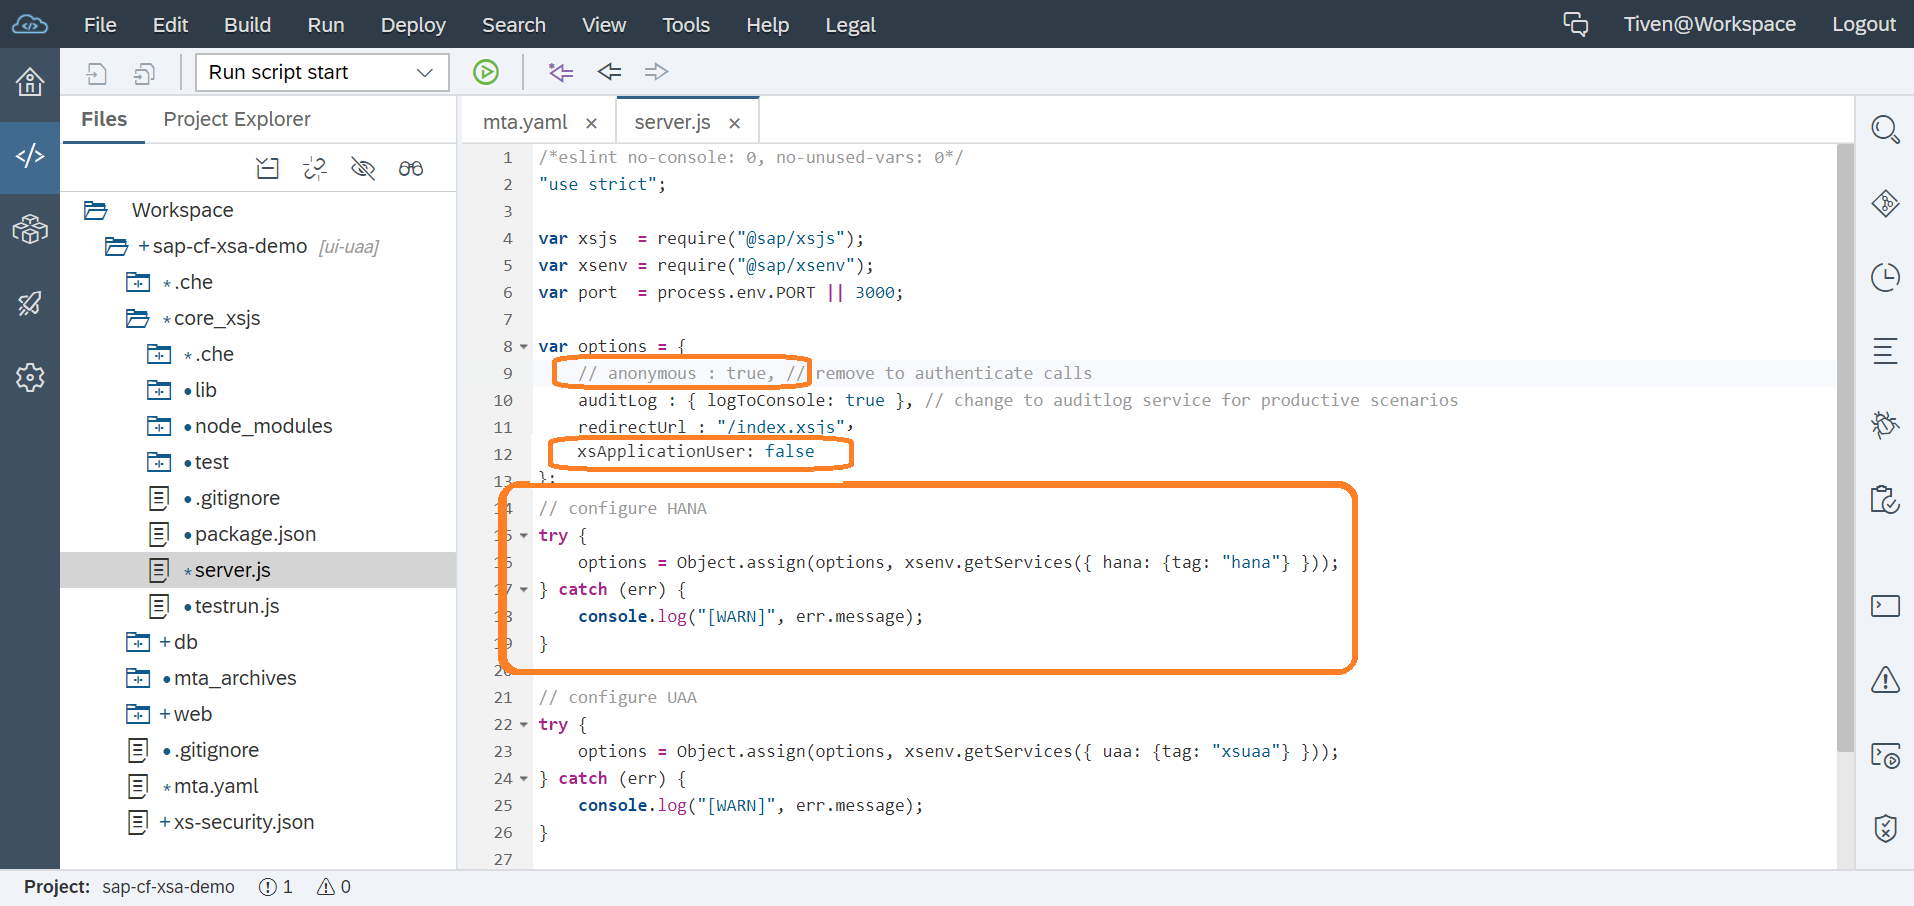 File Edit Build Run Deploy Search View Tools Help Legal Tiven@Workspace Logout
Run script start
Files Project Explorer
Workspace
+ sap-cf-xsa-demo [ui-uaa]
* .che
* core_xsjs
* .che
• lib
• node_modules
• test
• .gitignore
• package.json
* server.js
• testrun.js
+ db
• mta_archives
+ web
• .gitignore
* mta.yaml
+ xs-security.json
mta.yaml × server.js ×
1 /*eslint no-console: 0, no-unused-vars: 0*/
2 "use strict";
3
4 var xsjs  = require("@sap/xsjs");
5 var xsenv = require("@sap/xsenv");
6 var port  = process.env.PORT || 3000;
7
8 var options = {
9     // anonymous : true, // remove to authenticate calls
10     auditLog : { logToConsole: true }, // change to auditlog service for productive scenarios
11     redirectUrl : "/index.xsjs",
12     xsApplicationUser: false
13 };
14 // configure HANA
15 try {
16     options = Object.assign(options, xsenv.getServices({ hana: {tag: "hana"} }));
17 } catch (err) {
18     console.log("[WARN]", err.message);
19 }
20
21 // configure UAA
22 try {
23     options = Object.assign(options, xsenv.getServices({ uaa: {tag: "xsuaa"} }));
24 } catch (err) {
25     console.log("[WARN]", err.message);
26 }
27
Project: sap-cf-xsa-demo 1 0